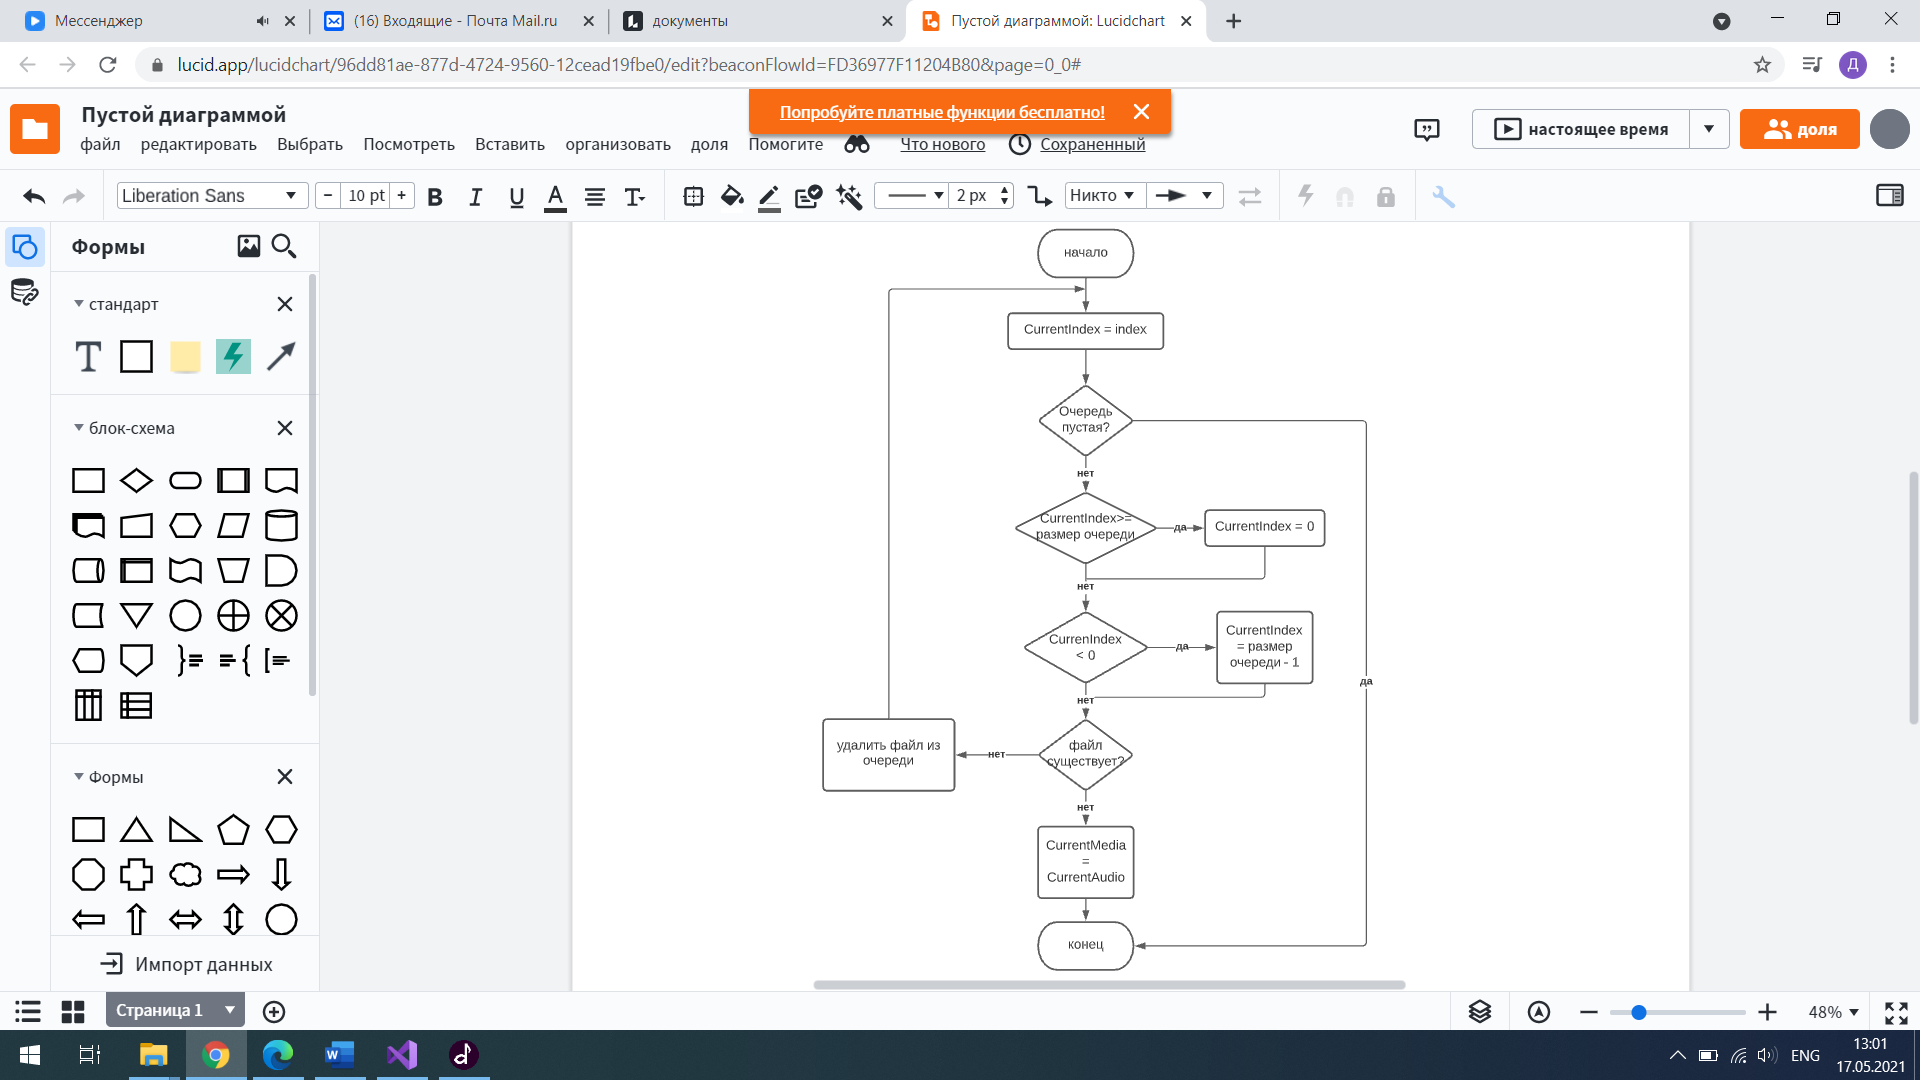 Мессенджер
(16) Входящие - Почта Mail.ru
документы
Пустой диаграммой: Lucidchart
lucid.app/lucidchart/96dd81ae-877d-4724-9560-12cead19fbe0/edit?beaconFlowId=FD36977F11204B80&page=0_0#
Д
Попробуйте платные функции бесплатно!
Пустой диаграммой
файл редактировать Выбрать Посмотреть Вставить организовать доля Помогите Что нового Сохраненный
настоящее время
доля
Liberation Sans
− 10 pt +
B I U A T
2 px
Никто
Формы
стандарт
T
блок-схема
Формы
Импорт данных
начало
CurrentIndex = index
Очередь
пустая?
нет
CurrentIndex>=
размер очереди
да
CurrentIndex = 0
нет
CurrenIndex
< 0
да
CurrentIndex
= размер
очереди - 1
да
нет
удалить файл из
очереди
нет
файл
существует?
нет
CurrentMedia
=
CurrentAudio
конец
Страница 1
48%
ENG
13:01
17.05.2021